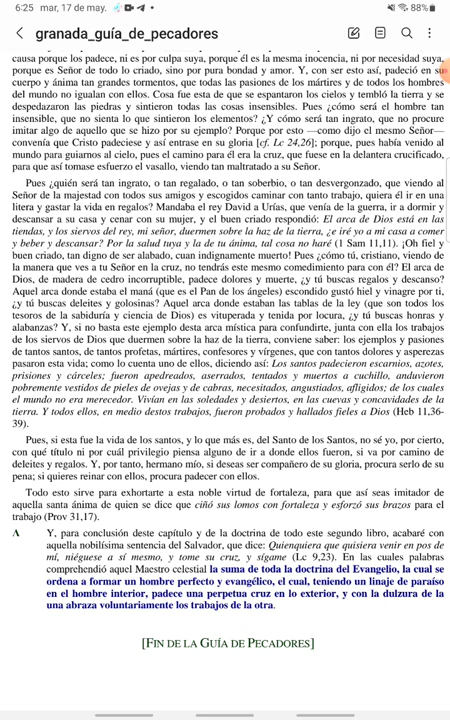 6:25 mar, 17 de may.
88%
granada_guía_de_pecadores
causa porque los padece, ni es por culpa suya, porque él es la mesma inocencia, ni por necesidad suya,
porque es Señor de todo lo criado, sino por pura bondad y amor. Y, con ser esto así, padeció en su
cuerpo y ánima tan grandes tormentos, que todas las pasiones de los mártires y de todos los hombres
del mundo no igualan con ellos. Cosa fue esta de que se espantaron los cielos y tembló la tierra y se
despedazaron las piedras y sintieron todas las cosas insensibles. Pues ¿cómo será el hombre tan
insensible, que no sienta lo que sintieron los elementos? ¿Y cómo será tan ingrato, que no procure
imitar algo de aquello que se hizo por su ejemplo? Porque por esto —como dijo el mesmo Señor—
convenía que Cristo padeciese y así entrase en su gloria [cf. Lc 24,26]; porque, pues había venido al
mundo para guiarnos al cielo, pues el camino para él era la cruz, que fuese en la delantera crucificado,
para que así tomase esfuerzo el vasallo, viendo tan maltratado a su Señor.
Pues ¿quién será tan ingrato, o tan regalado, o tan soberbio, o tan desvergonzado, que viendo al
Señor de la majestad con todos sus amigos y escogidos caminar con tanto trabajo, quiera él ir en una
litera y gastar la vida en regalos? Mandaba el rey David a Urías, que venía de la guerra, ir a dormir y
descansar a su casa y cenar con su mujer, y el buen criado respondió: El arca de Dios está en las
tiendas, y los siervos del rey, mi señor, duermen sobre la haz de la tierra, ¿e iré yo a mi casa a comer
y beber y descansar? Por la salud tuya y la de tu ánima, tal cosa no haré (1 Sam 11,11). ¡Oh fiel y
buen criado, tan digno de ser alabado, cuan indignamente muerto! Pues ¿cómo tú, cristiano, viendo de
la manera que ves a tu Señor en la cruz, no tendrás este mesmo comedimiento para con él? El arca de
Dios, de madera de cedro incorruptible, padece dolores y muerte, ¿y tú buscas regalos y descanso?
Aquel arca donde estaba el maná (que es el Pan de los ángeles) escondido gustó hiel y vinagre por ti,
¿y tú buscas deleites y golosinas? Aquel arca donde estaban las tablas de la ley (que son todos los
tesoros de la sabiduría y ciencia de Dios) es vituperada y tenida por locura, ¿y tú buscas honras y
alabanzas? Y, si no basta este ejemplo desta arca mística para confundirte, junta con ella los trabajos
de los siervos de Dios que duermen sobre la haz de la tierra, conviene saber: los ejemplos y pasiones
de tantos santos, de tantos profetas, mártires, confesores y vírgenes, que con tantos dolores y asperezas
pasaron esta vida; como lo cuenta uno de ellos, diciendo así: Los santos padecieron escarnios, azotes,
prisiones y cárceles; fueron apedreados, aserrados, tentados y muertos a cuchillo, anduvieron
pobremente vestidos de pieles de ovejas y de cabras, necesitados, angustiados, afligidos; de los cuales
el mundo no era merecedor. Vivían en las soledades y desiertos, en las cuevas y concavidades de la
tierra. Y todos ellos, en medio destos trabajos, fueron probados y hallados fieles a Dios (Heb 11,36-
39).
Pues, si esta fue la vida de los santos, y lo que más es, del Santo de los Santos, no sé yo, por cierto,
con qué título ni por cuál privilegio piensa alguno de ir a donde ellos fueron, si va por camino de
deleites y regalos. Y, por tanto, hermano mío, si deseas ser compañero de su gloria, procura serlo de su
pena; si quieres reinar con ellos, procura padecer con ellos.
Todo esto sirve para exhortarte a esta noble virtud de fortaleza, para que así seas imitador de
aquella santa ánima de quien se dice que ciñó sus lomos con fortaleza y esforzó sus brazos para el
trabajo (Prov 31,17).
A Y, para conclusión deste capítulo y de la doctrina de todo este segundo libro, acabaré con
aquella nobilísima sentencia del Salvador, que dice: Quienquiera que quisiera venir en pos de
mí, niéguese a sí mesmo, y tome su cruz, y sígame (Lc 9,23). En las cuales palabras
comprehendió aquel Maestro celestial la suma de toda la doctrina del Evangelio, la cual se
ordena a formar un hombre perfecto y evangélico, el cual, teniendo un linaje de paraíso
en el hombre interior, padece una perpetua cruz en lo exterior, y con la dulzura de la
una abraza voluntariamente los trabajos de la otra.
[FIN DE LA GUÍA DE PECADORES]